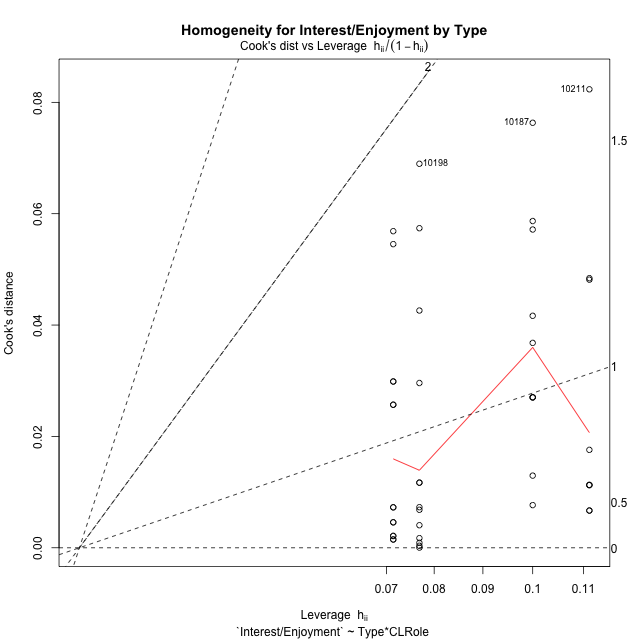 Homogeneity for Interest/Enjoyment by Type
Cook's dist vs Leverage hii/(1 − hii)
2
10211
10187
1.5
10198
1
0.5
0
0.08
0.06
0.04
0.02
0.00
Cook's distance
0.07 0.08 0.09 0.1 0.11
Leverage hii
`Interest/Enjoyment` ~ Type*CLRole